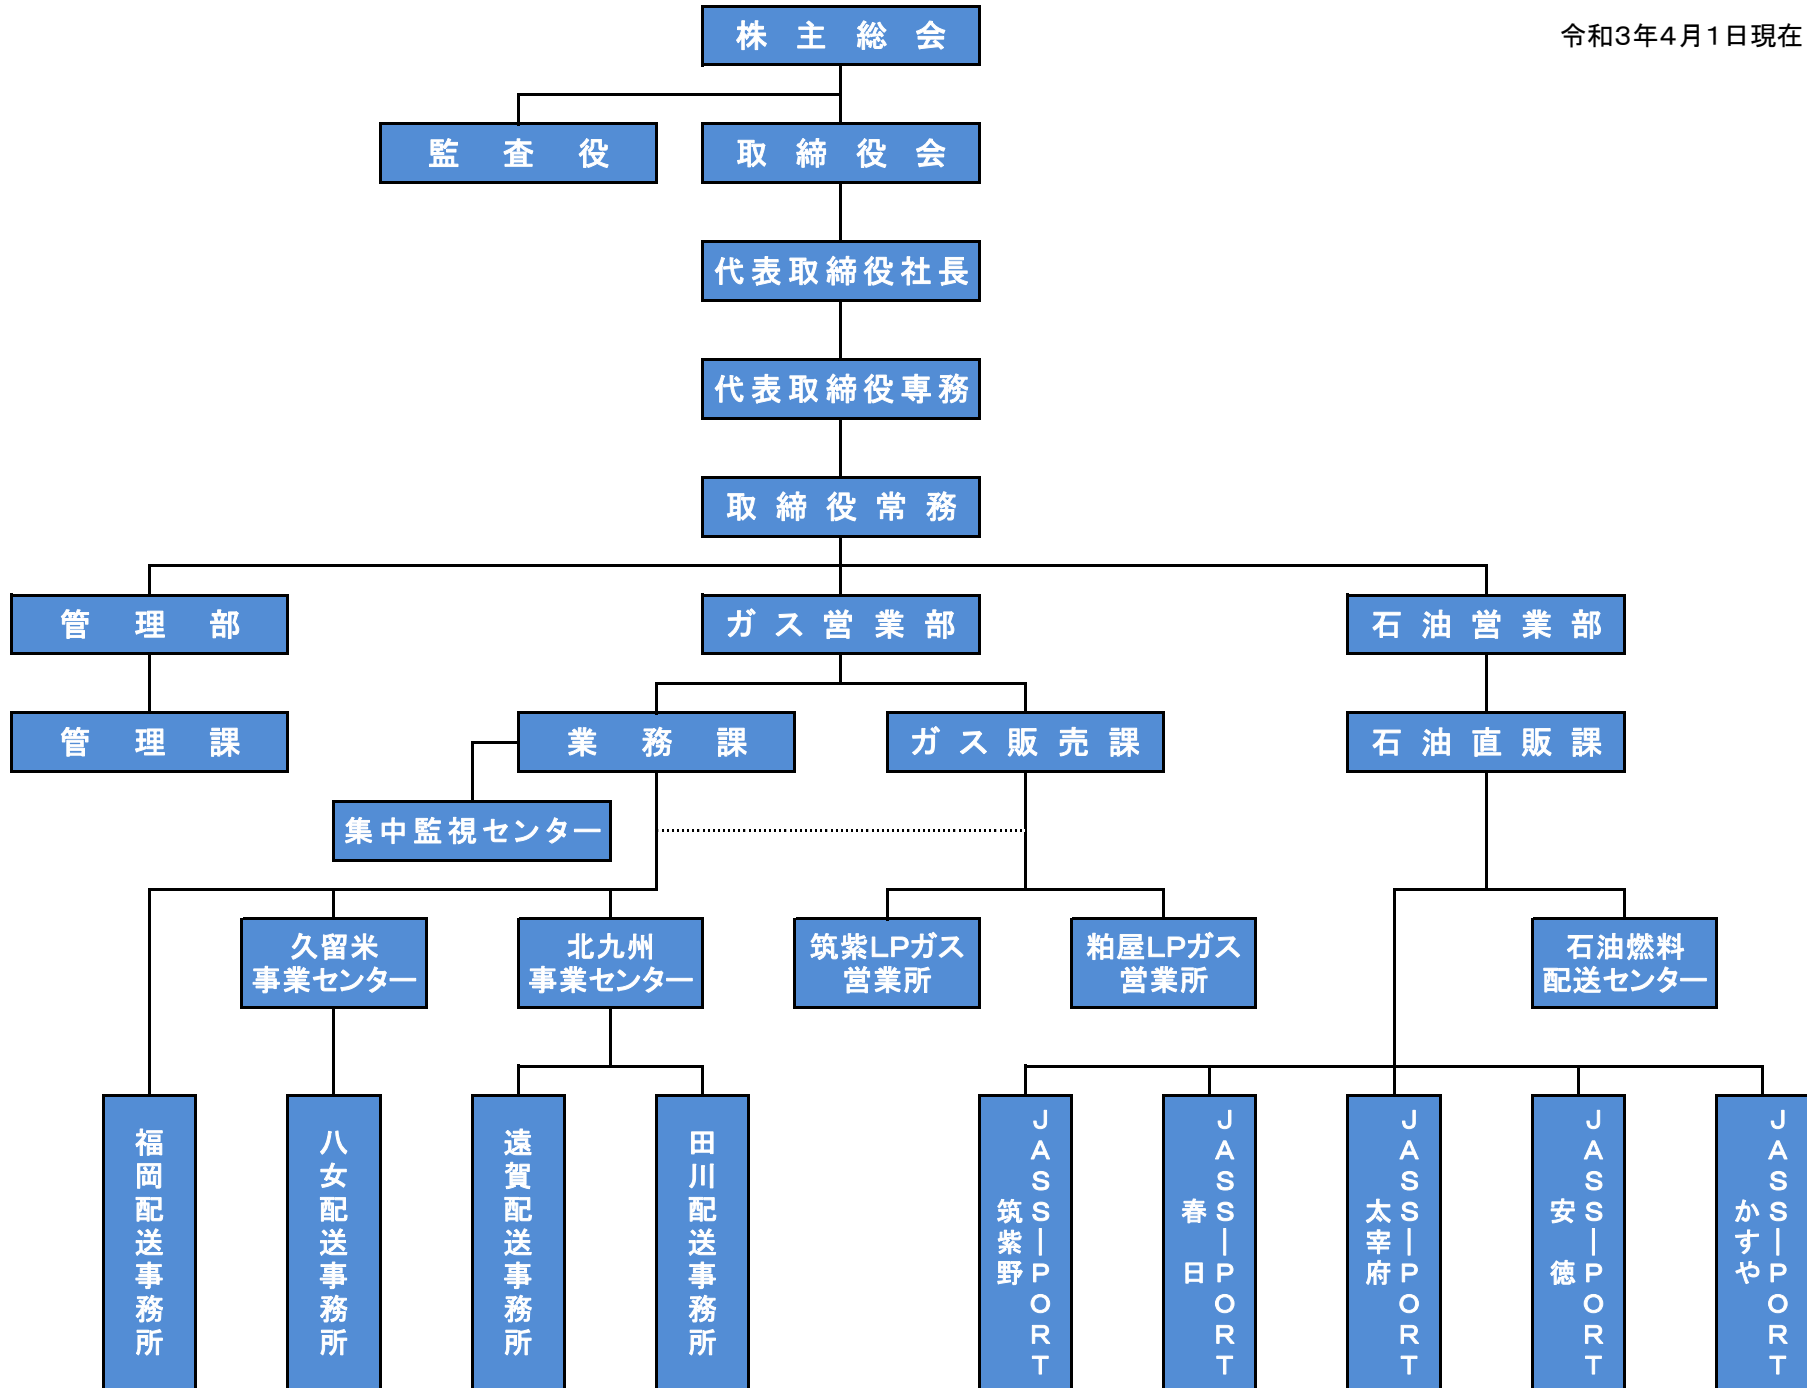 株主総会
令和3年4月1日現在
監査役
取締役会
代表取締役社長
代表取締役専務
取締役常務
管理部
ガス営業部
石油営業部
管理課
業務課
ガス販売課
石油直販課
集中監視センター
久留米
事業センター
北九州
事業センター
筑紫LPガス
営業所
粕屋LPガス
営業所
石油燃料
配送センター
福岡配送事務所
八女配送事務所
遠賀配送事務所
田川配送事務所
JASS―PORT
筑紫野
JASS―PORT
春日
JASS―PORT
太宰府
JASS―PORT
安徳
JASS―PORT
かすや